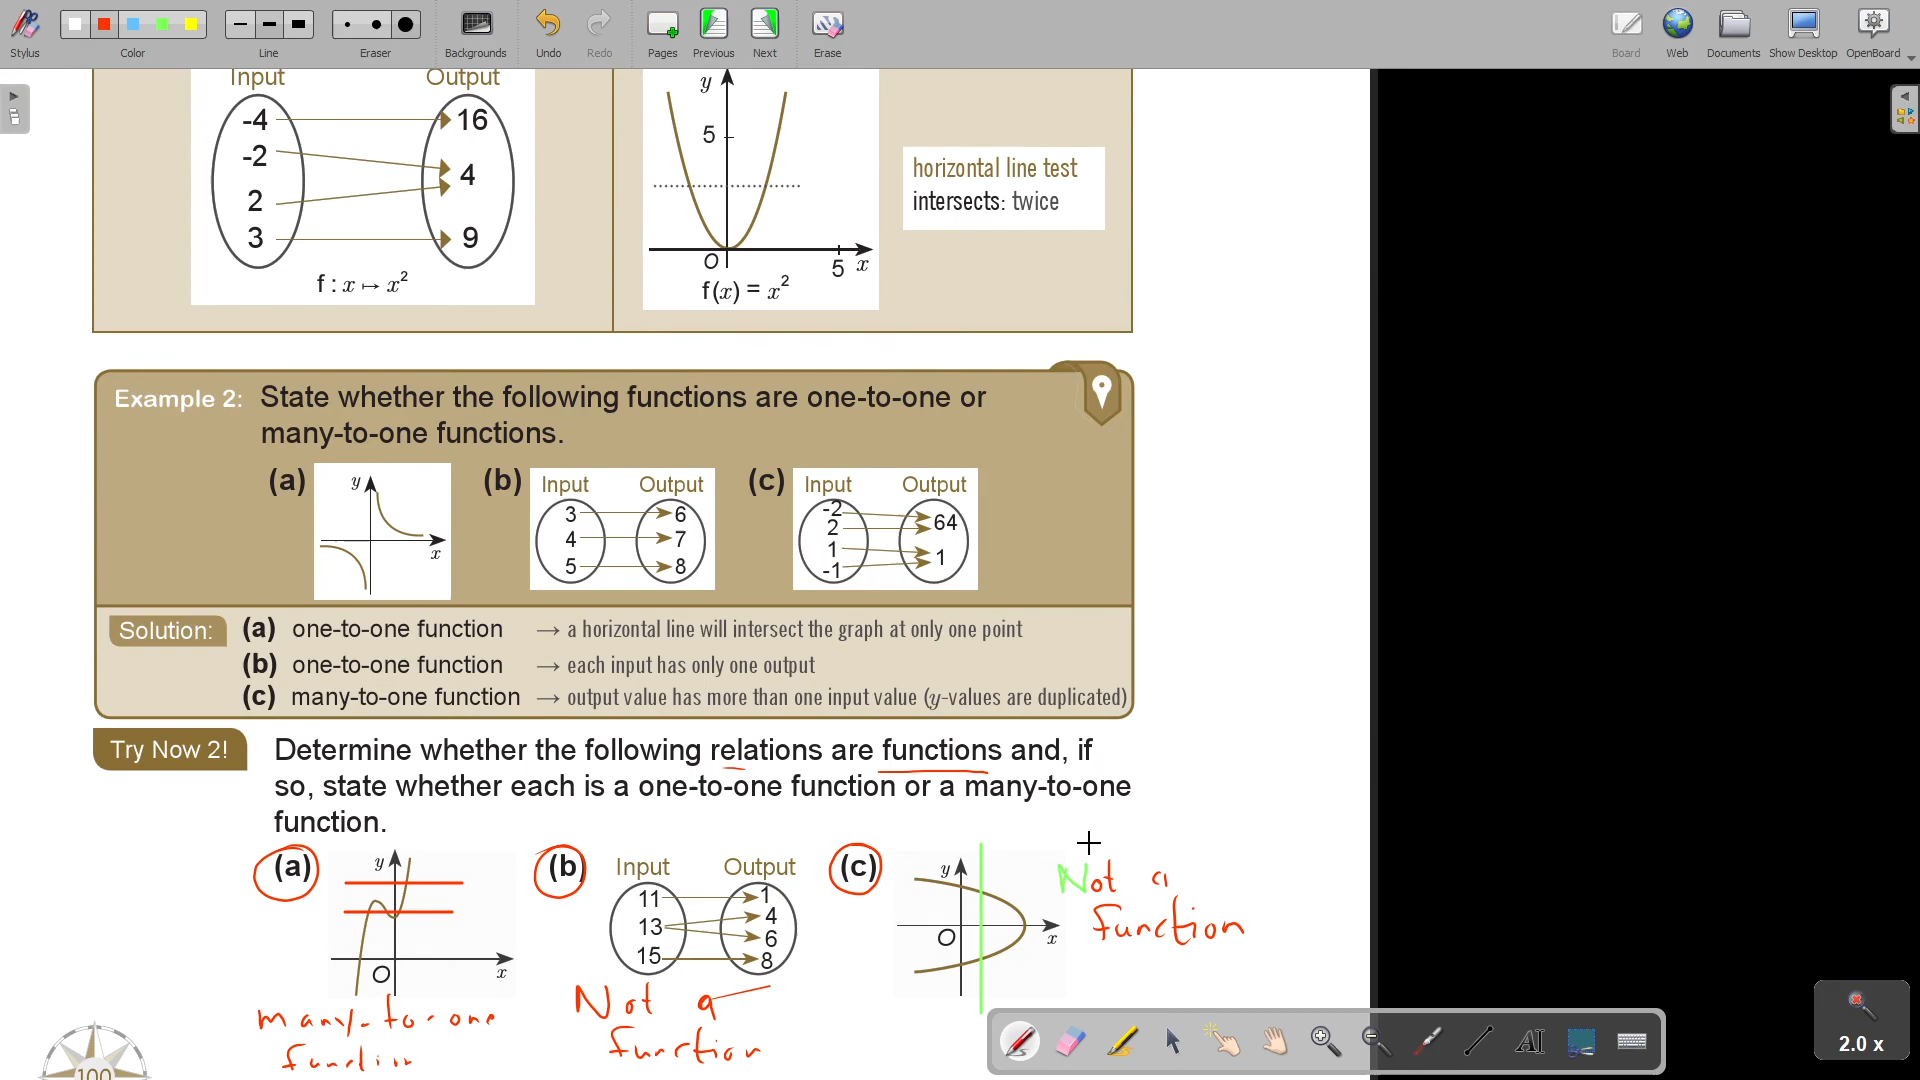 Stylus Color Line Eraser Backgrounds Undo Redo Pages Previous Next Erase Board Web Documents Show Desktop OpenBoard
Input Output
-4 16
-2 4
2
3 9
f : x ↦ x²
y
5
O 5 x
f(x) = x²
horizontal line test
intersects: twice
Example 2: State whether the following functions are one-to-one or
many-to-one functions.
(a) y x
(b) Input Output
3 6
4 7
5 8
(c) Input Output
-2 64
2
1 1
-1
Solution: (a) one-to-one function → a horizontal line will intersect the graph at only one point
(b) one-to-one function → each input has only one output
(c) many-to-one function → output value has more than one input value (y-values are duplicated)
Try Now 2! Determine whether the following relations are functions and, if
so, state whether each is a one-to-one function or a many-to-one
function.
(a) y
O x
many-to-one
function
(b) Input Output
11 1
13 4
6
15 8
Not a
function
(c) y
O x
Not a
function
100
2.0 x